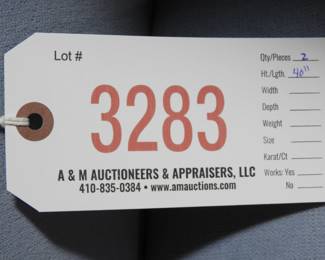 Lot #
3283
A & M AUCTIONEERS & APPRAISERS, LLC
410-835-0384 • www.amauctions.com
Qty/Pieces 2
Ht./Lgth. 40"
Width
Depth
Weight
Size
Karat/Ct
Works: Yes
No